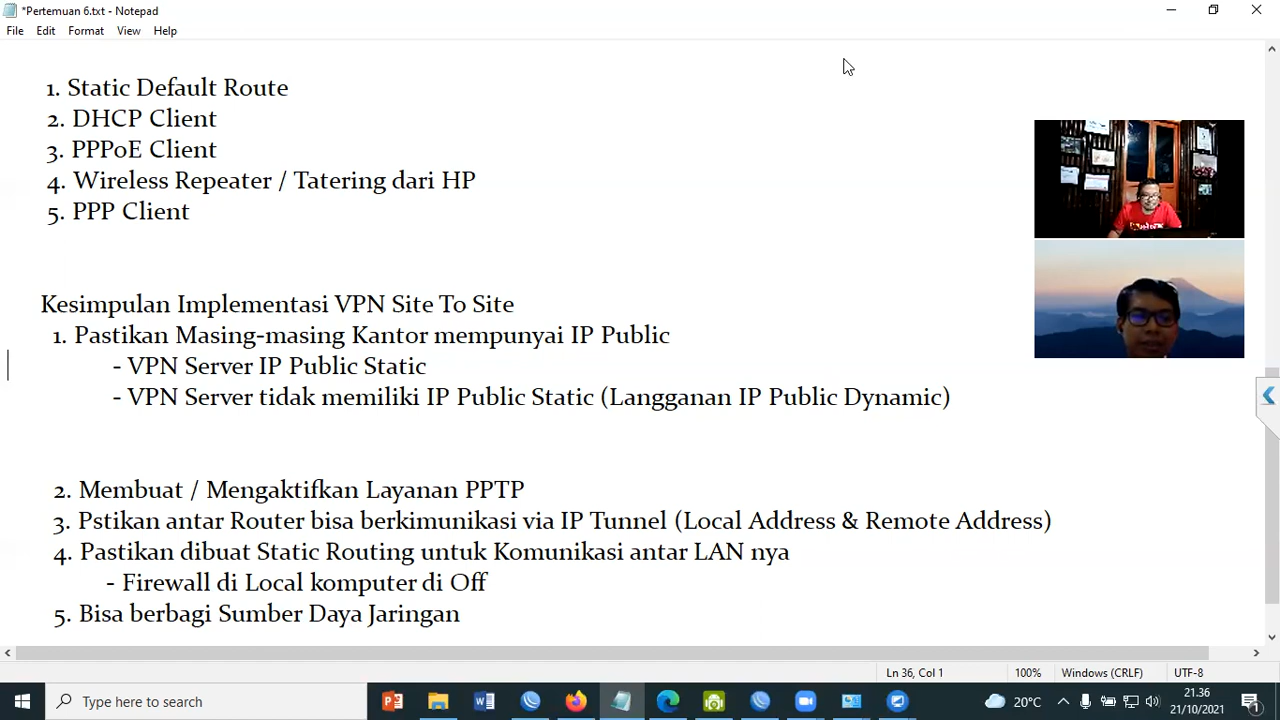 *Pertemuan 6.txt - Notepad
File Edit Format View Help
1. Static Default Route
2. DHCP Client
3. PPPoE Client
4. Wireless Repeater / Tatering dari HP
5. PPP Client
Kesimpulan Implementasi VPN Site To Site
1. Pastikan Masing-masing Kantor mempunyai IP Public
- VPN Server IP Public Static
- VPN Server tidak memiliki IP Public Static (Langganan IP Public Dynamic)
2. Membuat / Mengaktifkan Layanan PPTP
3. Pstikan antar Router bisa berkimunikasi via IP Tunnel (Local Address & Remote Address)
4. Pastikan dibuat Static Routing untuk Komunikasi antar LAN nya
- Firewall di Local komputer di Off
5. Bisa berbagi Sumber Daya Jaringan
Ln 36, Col 1 100% Windows (CRLF) UTF-8
Type here to search
20°C
21.36
21/10/2021
1